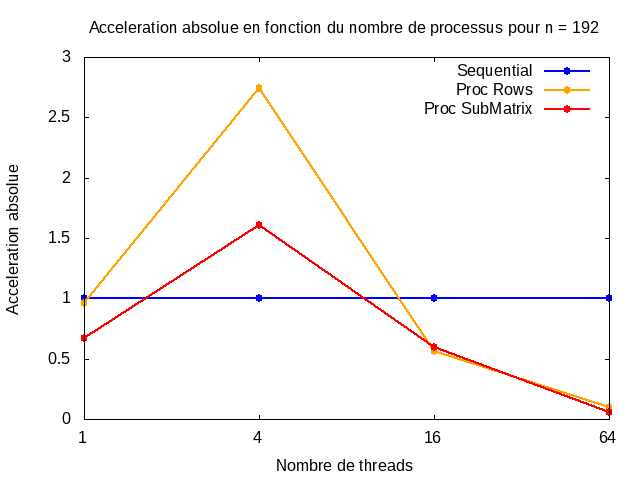 Acceleration absolue en fonction du nombre de processus pour n = 192
3
2.5
2
1.5
1
0.5
0
Acceleration absolue
Sequential
Proc Rows
Proc SubMatrix
1 4 16 64
Nombre de threads